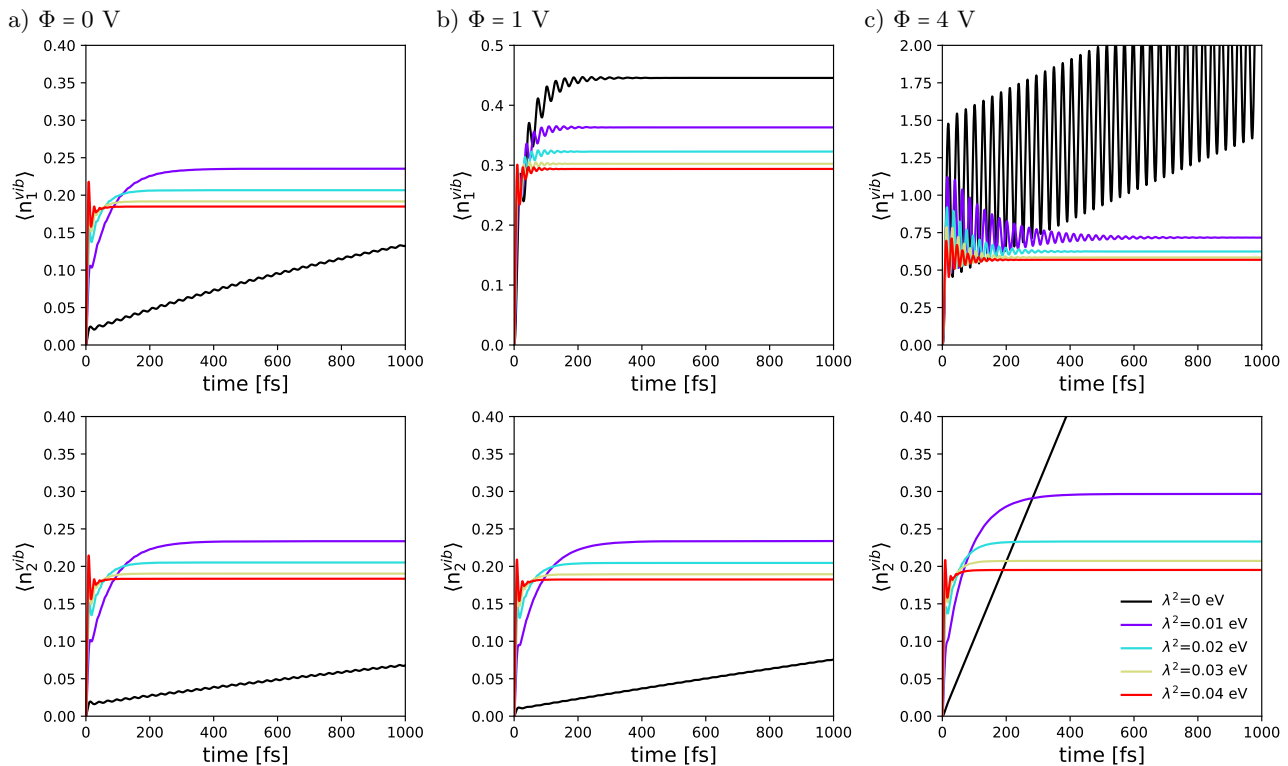 a) Φ = 0 V
b) Φ = 1 V
c) Φ = 4 V
0.40
0.35
0.30
0.25
0.20
0.15
0.10
0.05
0.00
⟨n₁ᵛⁱᵇ⟩
0 200 400 600 800 1000
time [fs]
0.5
0.4
0.3
0.2
0.1
0.0
⟨n₁ᵛⁱᵇ⟩
0 200 400 600 800 1000
time [fs]
2.00
1.75
1.50
1.25
1.00
0.75
0.50
0.25
0.00
⟨n₁ᵛⁱᵇ⟩
0 200 400 600 800 1000
time [fs]
0.40
0.35
0.30
0.25
0.20
0.15
0.10
0.05
0.00
⟨n₂ᵛⁱᵇ⟩
0 200 400 600 800 1000
time [fs]
0.40
0.35
0.30
0.25
0.20
0.15
0.10
0.05
0.00
⟨n₂ᵛⁱᵇ⟩
0 200 400 600 800 1000
time [fs]
0.40
0.35
0.30
0.25
0.20
0.15
0.10
0.05
0.00
⟨n₂ᵛⁱᵇ⟩
λ²=0 eV
λ²=0.01 eV
λ²=0.02 eV
λ²=0.03 eV
λ²=0.04 eV
0 200 400 600 800 1000
time [fs]